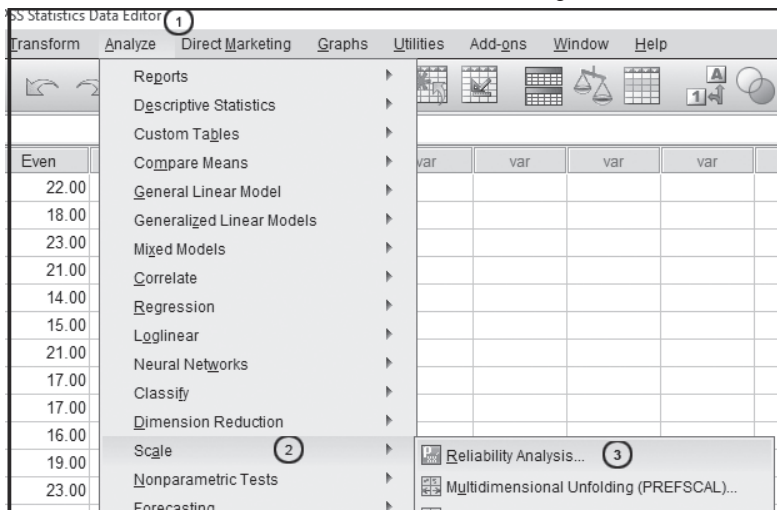 SS Statistics Data Editor 1
Transform Analyze Direct Marketing Graphs Utilities Add-ons Window Help
Reports
Descriptive Statistics
Custom Tables
Compare Means
General Linear Model
Generalized Linear Models
Mixed Models
Correlate
Regression
Loglinear
Neural Networks
Classify
Dimension Reduction
Scale 2
Nonparametric Tests
Forecasting
Reliability Analysis... 3
Multidimensional Unfolding (PREFSCAL)...
A
1
Even var var var var
22.00
18.00
23.00
21.00
14.00
15.00
21.00
17.00
17.00
16.00
19.00
23.00